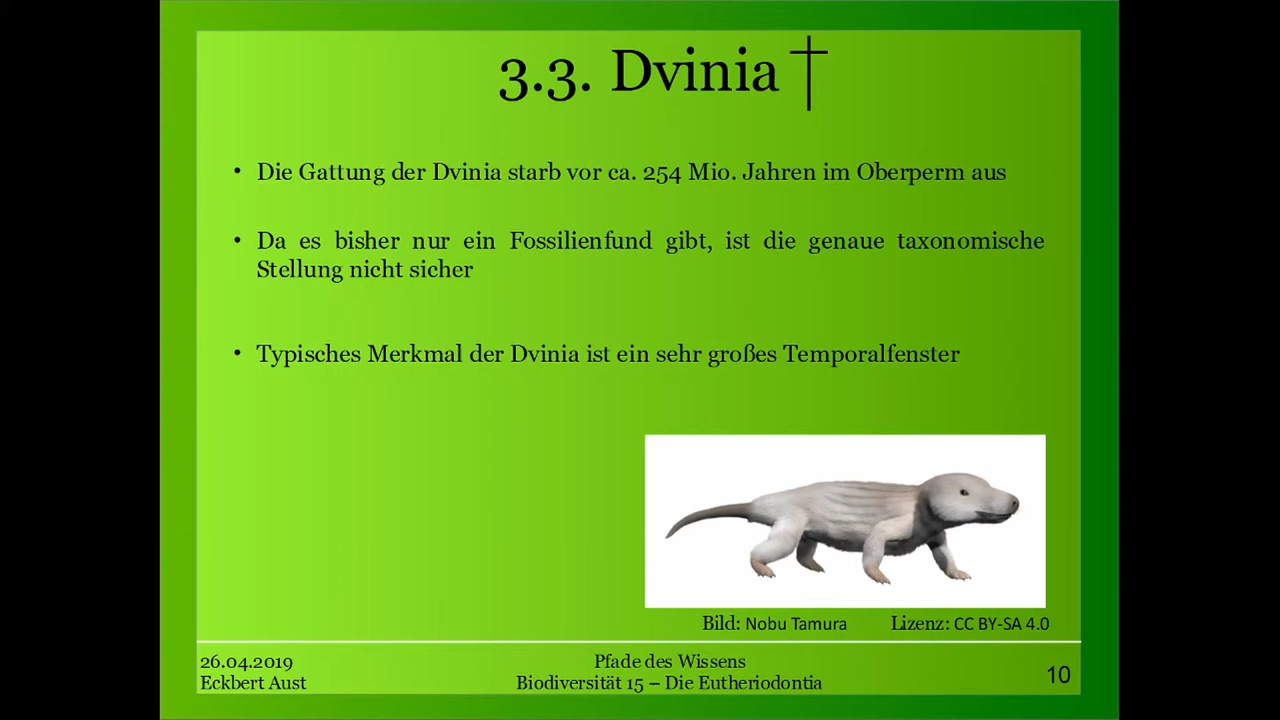 3.3. Dvinia †
• Die Gattung der Dvinia starb vor ca. 254 Mio. Jahren im Oberperm aus
• Da es bisher nur ein Fossilienfund gibt, ist die genaue taxonomische
Stellung nicht sicher
• Typisches Merkmal der Dvinia ist ein sehr großes Temporalfenster
Bild: Nobu Tamura Lizenz: CC BY-SA 4.0
26.04.2019
Eckbert Aust
Pfade des Wissens
Biodiversität 15 – Die Eutheriodontia
10